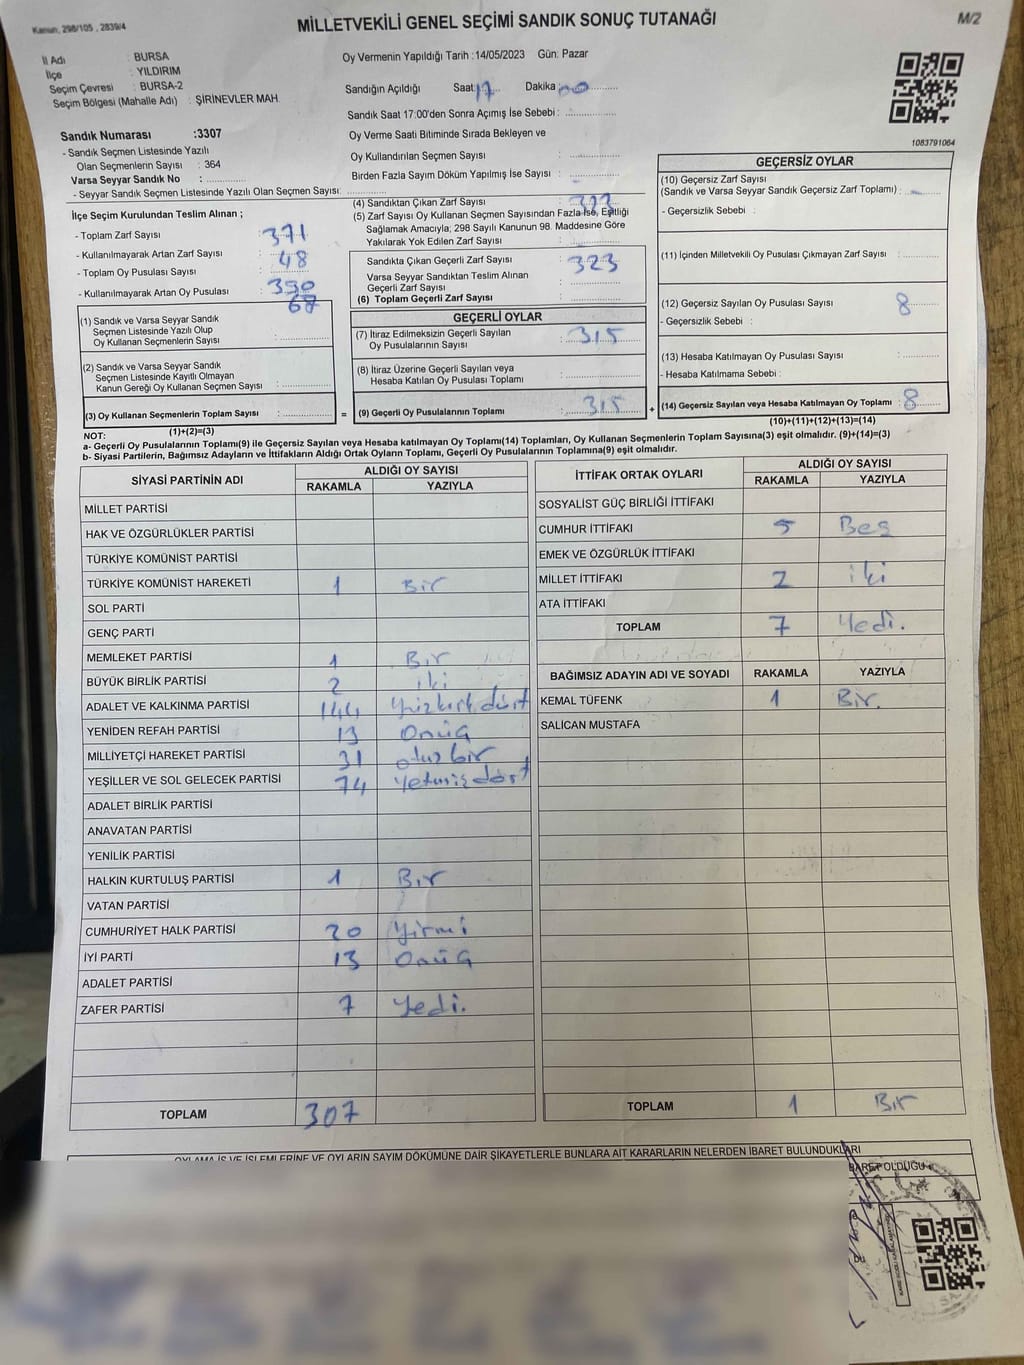 Kanun, 298/105 , 2839/4
MİLLETVEKİLİ GENEL SEÇİMİ SANDIK SONUÇ TUTANAĞI
M/2
İl Adı : BURSA
İlçe : YILDIRIM
Seçim Çevresi : BURSA-2
Seçim Bölgesi (Mahalle Adı) : ŞİRİNEVLER MAH.
Sandık Numarası :3307
- Sandık Seçmen Listesinde Yazılı
Olan Seçmenlerin Sayısı : 364
Varsa Seyyar Sandık No :
- Seyyar Sandık Seçmen Listesinde Yazılı Olan Seçmen Sayısı:
Oy Vermenin Yapıldığı Tarih :14/05/2023 Gün: Pazar
Sandığın Açıldığı Saat 17 Dakika 00
Sandık Saat 17:00'den Sonra Açımış İse Sebebi :
Oy Verme Saati Bitiminde Sırada Bekleyen ve
Oy Kullandırılan Seçmen Sayısı :
Birden Fazla Sayım Döküm Yapılmış İse Sayısı :
1083791064
İlçe Seçim Kurulundan Teslim Alınan ;
- Toplam Zarf Sayısı : 371
- Kullanılmayarak Artan Zarf Sayısı : 48
- Toplam Oy Pusulası Sayısı : 390
- Kullanılmayarak Artan Oy Pusulası : 67
(1) Sandık ve Varsa Seyyar Sandık
Seçmen Listesinde Yazılı Olup
Oy Kullanan Seçmenlerin Sayısı :
(2) Sandık ve Varsa Seyyar Sandık
Seçmen Listesinde Kayıtlı Olmayan
Kanun Gereği Oy Kullanan Seçmen Sayısı :
(3) Oy Kullanan Seçmenlerin Toplam Sayısı :
(1)+(2)=(3)
(4) Sandıktan Çıkan Zarf Sayısı : 323
(5) Zarf Sayısı Oy Kullanan Seçmen Sayısından Fazla İse, Eşitliği
Sağlamak Amacıyla, 298 Sayılı Kanunun 98. Maddesine Göre
Yakılarak Yok Edilen Zarf Sayısı :
Sandıkta Çıkan Geçerli Zarf Sayısı : 323
Varsa Seyyar Sandıktan Teslim Alınan
Geçerli Zarf Sayısı :
(6) Toplam Geçerli Zarf Sayısı :
GEÇERLİ OYLAR
(7) İtiraz Edilmeksizin Geçerli Sayılan
Oy Pusulalarının Sayısı : 315
(8) İtiraz Üzerine Geçerli Sayılan veya
Hesaba Katılan Oy Pusulası Toplamı :
= (9) Geçerli Oy Pusulalarının Toplamı : 315 +
GEÇERSİZ OYLAR
(10) Geçersiz Zarf Sayısı
(Sandık ve Varsa Seyyar Sandık Geçersiz Zarf Toplamı) : -
- Geçersizlik Sebebi :
(11) İçinden Milletvekili Oy Pusulası Çıkmayan Zarf Sayısı :
(12) Geçersiz Sayılan Oy Pusulası Sayısı : 8
- Geçersizlik Sebebi :
(13) Hesaba Katılmayan Oy Pusulası Sayısı :
- Hesaba Katılmama Sebebi :
(14) Geçersiz Sayılan veya Hesaba Katılmayan Oy Toplamı : 8
(10)+(11)+(12)+(13)=(14)
NOT:
a- Geçerli Oy Pusulalarının Toplamı(9) ile Geçersiz Sayılan veya Hesaba katılmayan Oy Toplamı(14) Toplamları, Oy Kullanan Seçmenlerin Toplam Sayısına(3) eşit olmalıdır. (9)+(14)=(3)
b- Siyasi Partilerin, Bağımsız Adayların ve İttifakların Aldığı Ortak Oyların Toplamı, Geçerli Oy Pusulalarının Toplamına(9) eşit olmalıdır.
SİYASİ PARTİNİN ADI ALDIĞI OY SAYISI
RAKAMLA YAZIYLA
MİLLET PARTİSİ
HAK VE ÖZGÜRLÜKLER PARTİSİ
TÜRKİYE KOMÜNİST PARTİSİ
TÜRKİYE KOMÜNİST HAREKETİ 1 Bir
SOL PARTİ
GENÇ PARTİ
MEMLEKET PARTİSİ 1 Bir
BÜYÜK BİRLİK PARTİSİ 2 iki
ADALET VE KALKINMA PARTİSİ 144 yüzkırkdört
YENİDEN REFAH PARTİSİ 13 Onüç
MİLLİYETÇİ HAREKET PARTİSİ 31 otuzbir
YEŞİLLER VE SOL GELECEK PARTİSİ 74 Yetmişdört
ADALET BİRLİK PARTİSİ
ANAVATAN PARTİSİ
YENİLİK PARTİSİ
HALKIN KURTULUŞ PARTİSİ 1 Bir
VATAN PARTİSİ
CUMHURİYET HALK PARTİSİ 20 Yirmi
İYİ PARTİ 13 Onüç
ADALET PARTİSİ
ZAFER PARTİSİ 7 Yedi.
TOPLAM 307
İTTİFAK ORTAK OYLARI ALDIĞI OY SAYISI
RAKAMLA YAZIYLA
SOSYALİST GÜÇ BİRLİĞİ İTTİFAKI
CUMHUR İTTİFAKI 5 Beş
EMEK VE ÖZGÜRLÜK İTTİFAKI
MİLLET İTTİFAKI 2 iki
ATA İTTİFAKI
TOPLAM 7 Yedi.
BAĞIMSIZ ADAYIN ADI VE SOYADI RAKAMLA YAZIYLA
KEMAL TÜFENK 1 Bir.
SALİCAN MUSTAFA
TOPLAM 1 Bir
OYLAMA İŞ VE İŞLEMLERİNE VE OYLARIN SAYIM DÖKÜMÜNE DAİR ŞİKAYETLERLE BUNLARA AİT KARARLARIN NELERDEN İBARET BULUNDUKLARI
BARET OLDUĞU